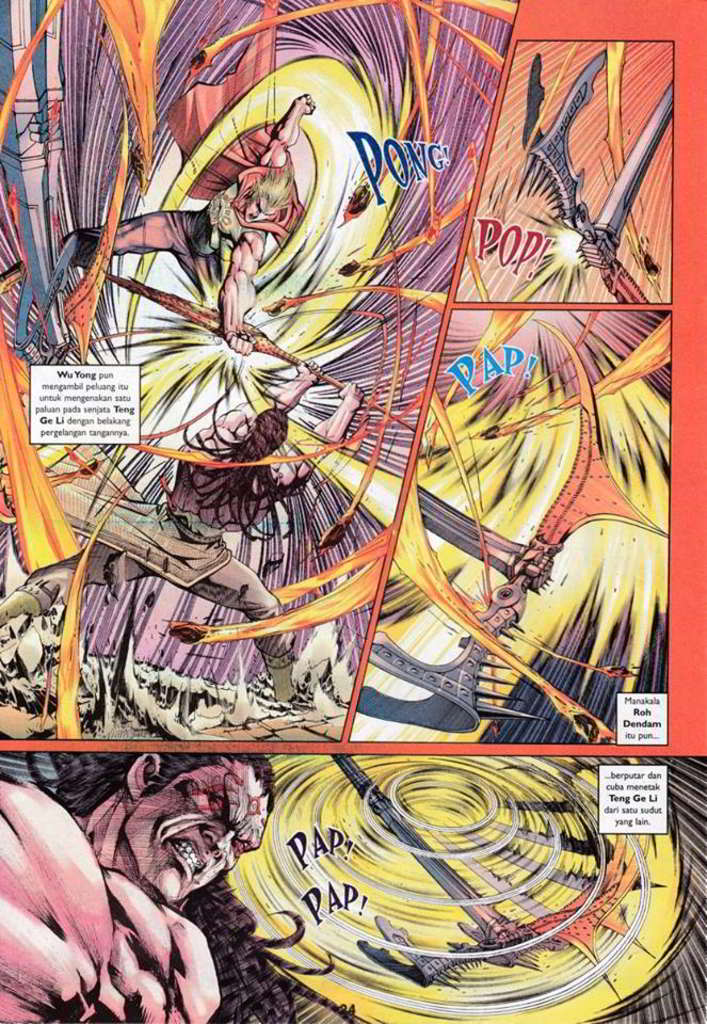 PONG!
POP!
Wu Yong pun
mengambil peluang itu
untuk mengenakan satu
paluan pada senjata Teng
Ge Li dengan belakang
pergelangan tangannya.
PAP!
Manakala
Roh
Dendam
itu pun...
...berputar dan
cuba menetak
Teng Ge Li
dari satu sudut
yang lain.
PAP!
PAP!
24